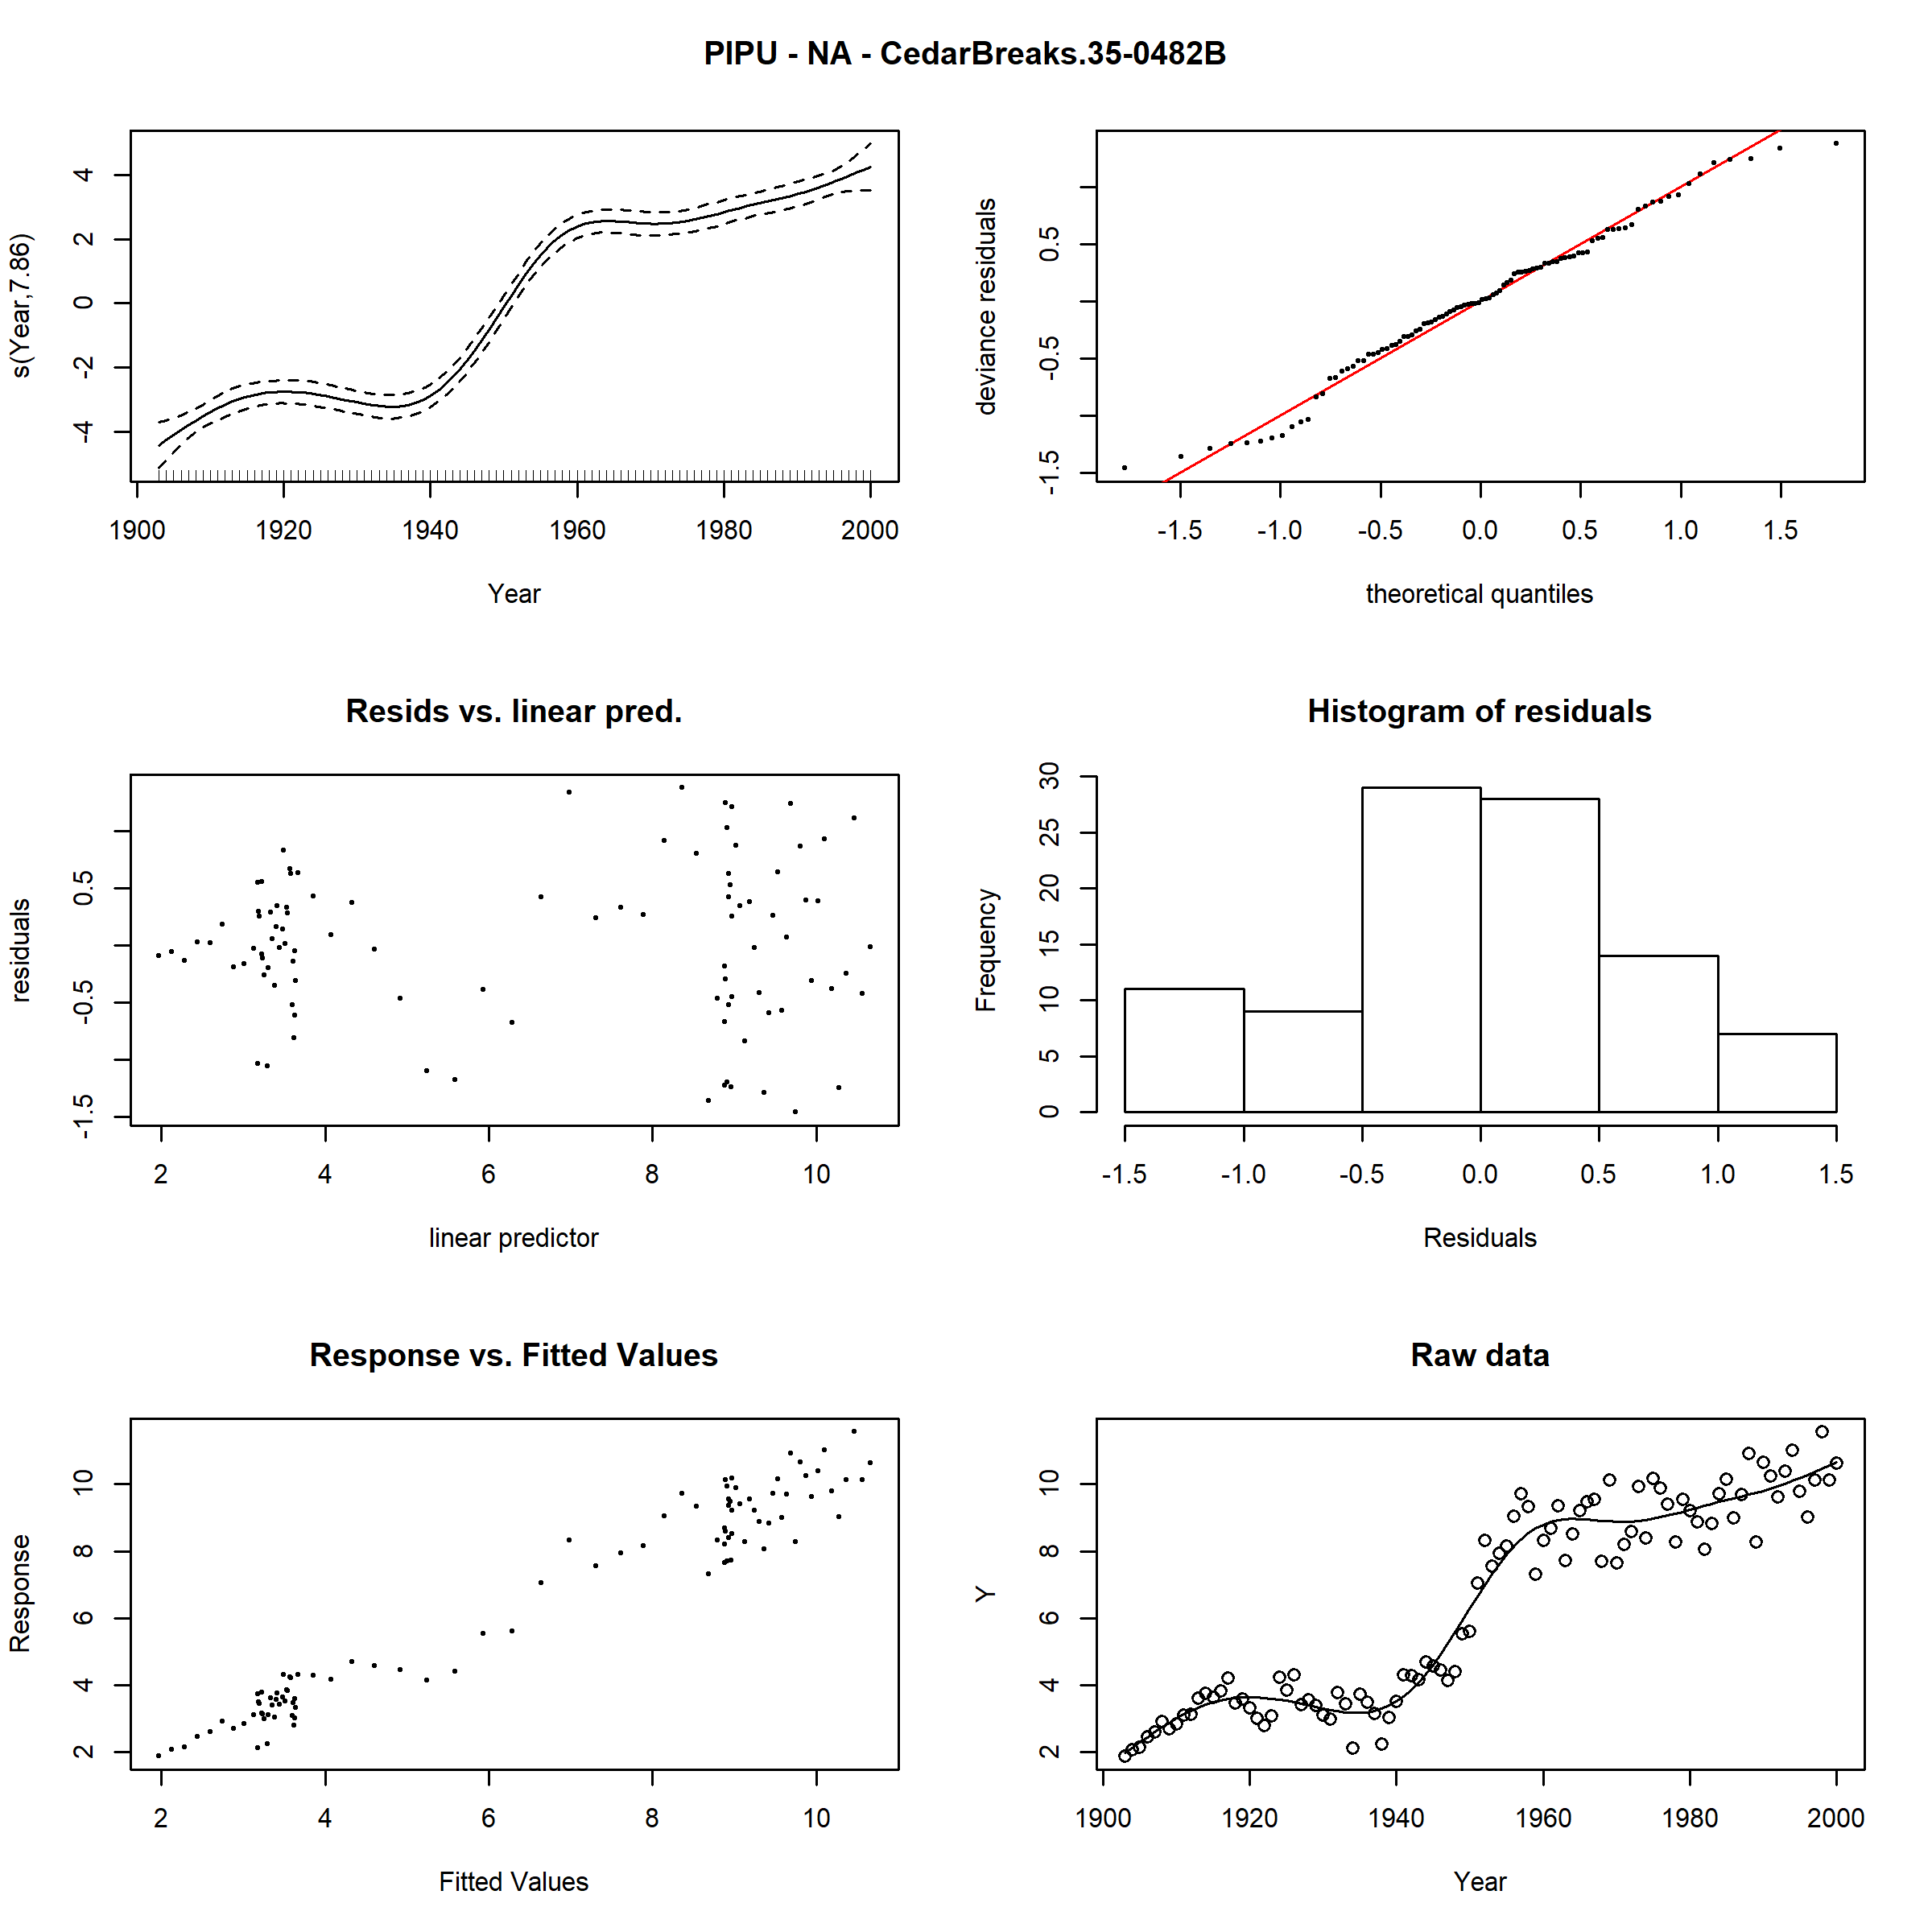 PIPU - NA - CedarBreaks.35-0482B
s(Year,7.86)
4
2
0
-2
-4
1900 1920 1940 1960 1980 2000
Year
deviance residuals
0.5
-0.5
-1.5
-1.5 -1.0 -0.5 0.0 0.5 1.0 1.5
theoretical quantiles
Resids vs. linear pred.
residuals
0.5
-0.5
-1.5
2 4 6 8 10
linear predictor
Histogram of residuals
Frequency
30
25
20
15
10
5
0
-1.5 -1.0 -0.5 0.0 0.5 1.0 1.5
Residuals
Response vs. Fitted Values
Response
10
8
6
4
2
2 4 6 8 10
Fitted Values
Raw data
Y
10
8
6
4
2
1900 1920 1940 1960 1980 2000
Year